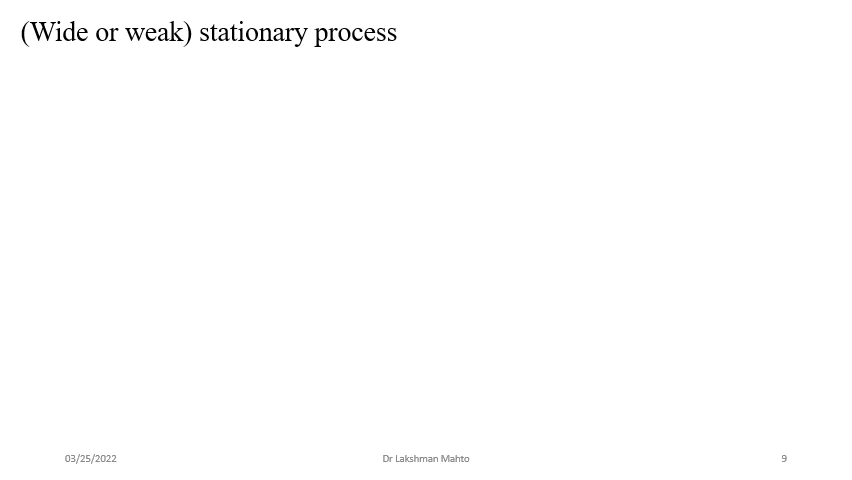 (Wide or weak) stationary process
03/25/2022
Dr Lakshman Mahto
9